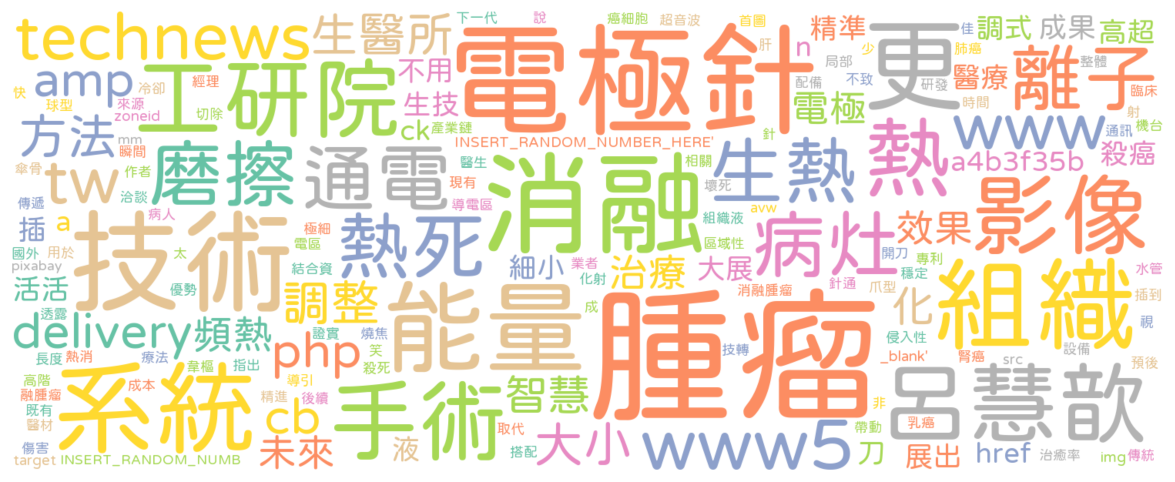 technews
生醫所
電極針
更
精準
n
調式
成果
高超
下一代
說
癌細胞
超音波
首圖
肝
佳
少
肺癌
整體
amp
工研院
不用
局部
配備
不致
研發
醫療
離子
臨床
快
球型
冷卻
來源
zoneid
經理
切除
生技
電極
時間
射
方法
mm
瞬間
ck
產業鏈
INSERT_RANDOM_NUMBER_HERE'
針
www
通訊
機台
殺癌
傘骨
tw
作者
磨擦
通電
醫生
消融
相關
生熱
熱
a4b3f35b
傳遞
a
洽談
病人
現有
導電區
壞死
組織液
avw
插
技術
極細
電區
熱死
區域性
病灶
效果
影像
國外
用於
太
pixabay
結合資
細小
業者
化射
治療
大展
開刀
專利
針通
穩定
水管
活活
優勢
調整
能量
成
消融腫瘤
爪型
化
組織
插到
透露
delivery
頻熱
證實
燒焦
腫瘤
侵入性
視
長度
熱消
療法
韋樞
指出
php
笑
殺死
技轉
_blank'
腎癌
src
設備
預後
高階
融腫瘤
成本
導引
系統
精進
後續
手術
智慧
呂慧歆
既有
醫材
cb
取代
大小
非
乳癌
帶動
傷害
未來
液
搭配
www5
刀
展出
href
治癒率
img
傳統
target
INSERT_RANDOM_NUMB